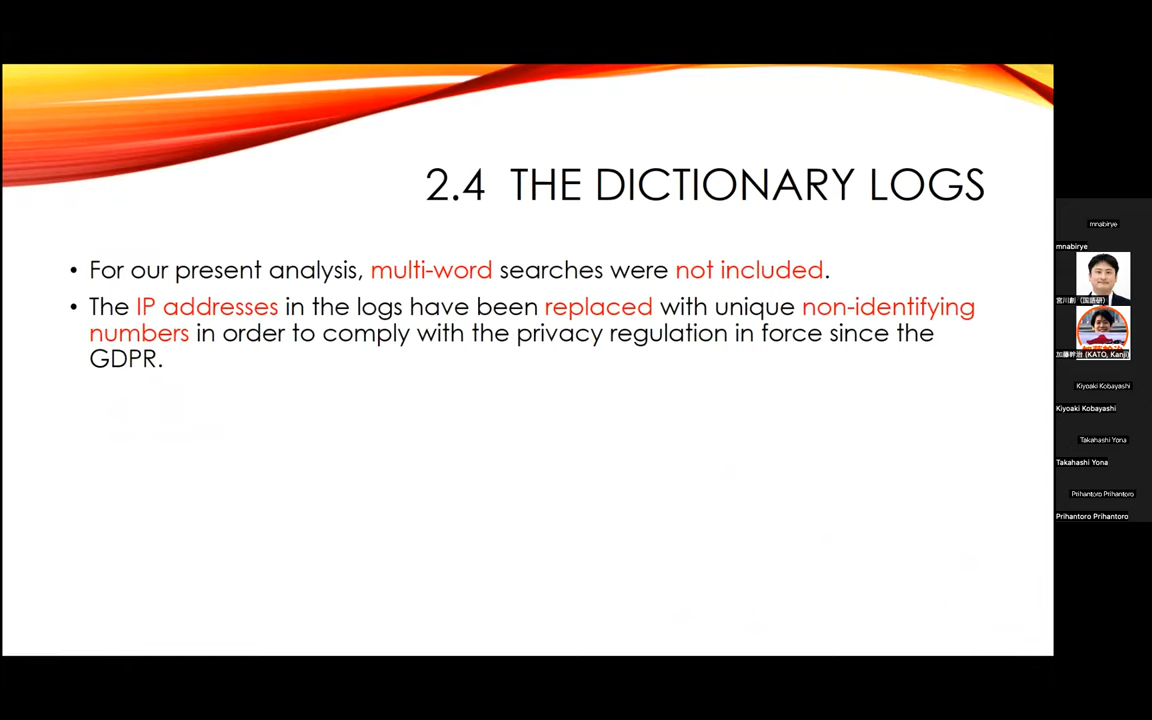 2.4 THE DICTIONARY LOGS
• For our present analysis, multi-word searches were not included.
• The IP addresses in the logs have been replaced with unique non-identifying
numbers in order to comply with the privacy regulation in force since the
GDPR.
mnabirye
mnabirye
宮川創（国語研）
加藤幹治 (KATO, Kanji)
Kiyoaki Kobayashi
Kiyoaki Kobayashi
Takahashi Yona
Takahashi Yona
Prihantoro Prihantoro
Prihantoro Prihantoro